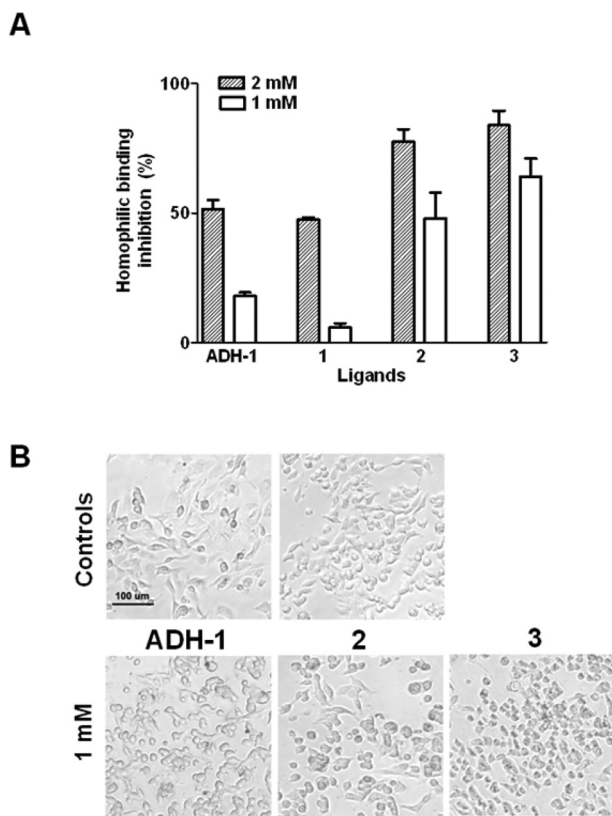 A
100
2 mM
1 mM
Homophilic binding
inhibition (%)
50
0
ADH-1 1 2 3
Ligands
B
Controls
100 um
ADH-1 2 3
1 mM